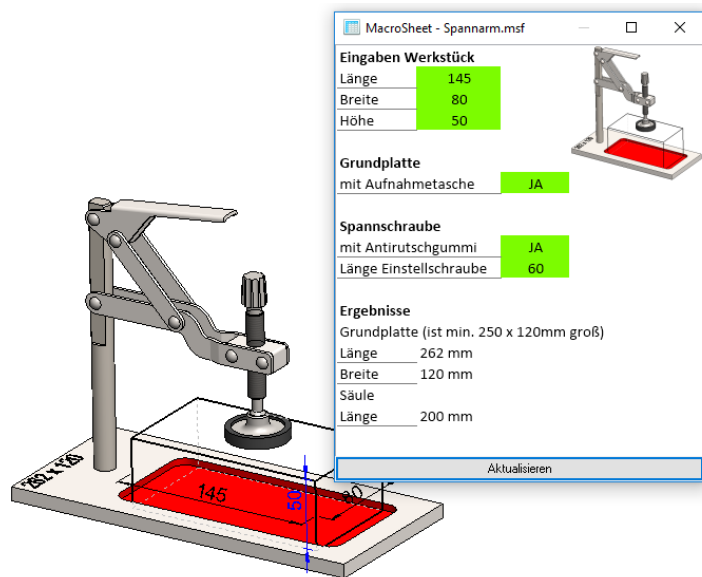 MacroSheet - Spannarm.msf
Eingaben Werkstück
Länge 145
Breite 80
Höhe 50
Grundplatte
mit Aufnahmetasche JA
Spannschraube
mit Antirutschgummi JA
Länge Einstellschraube 60
Ergebnisse
Grundplatte (ist min. 250 x 120mm groß)
Länge 262 mm
Breite 120 mm
Säule
Länge 200 mm
Aktualisieren
262 x 120
145
50